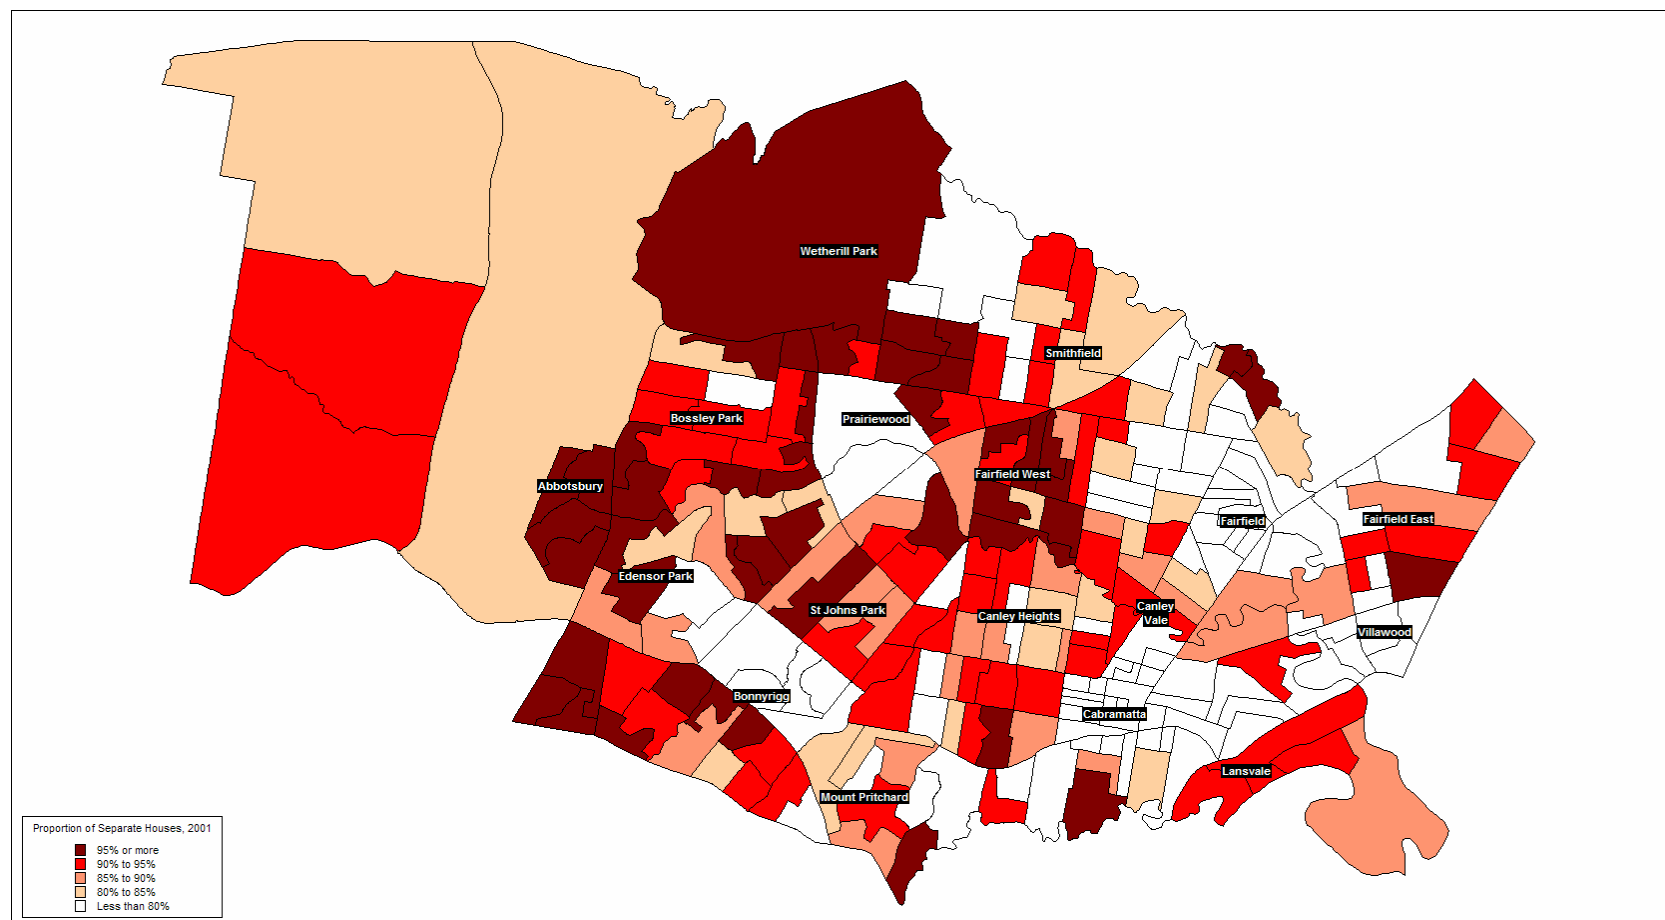 Wetherill Park
Smithfield
Bossley Park
Prairiewood
Fairfield West
Abbotsbury
Fairfield
Fairfield East
Edensor Park
St Johns Park
Canley Heights
Canley
Vale
Villawood
Bonnyrigg
Cabramatta
Lansvale
Mount Pritchard
Proportion of Separate Houses, 2001
95% or more
90% to 95%
85% to 90%
80% to 85%
Less than 80%